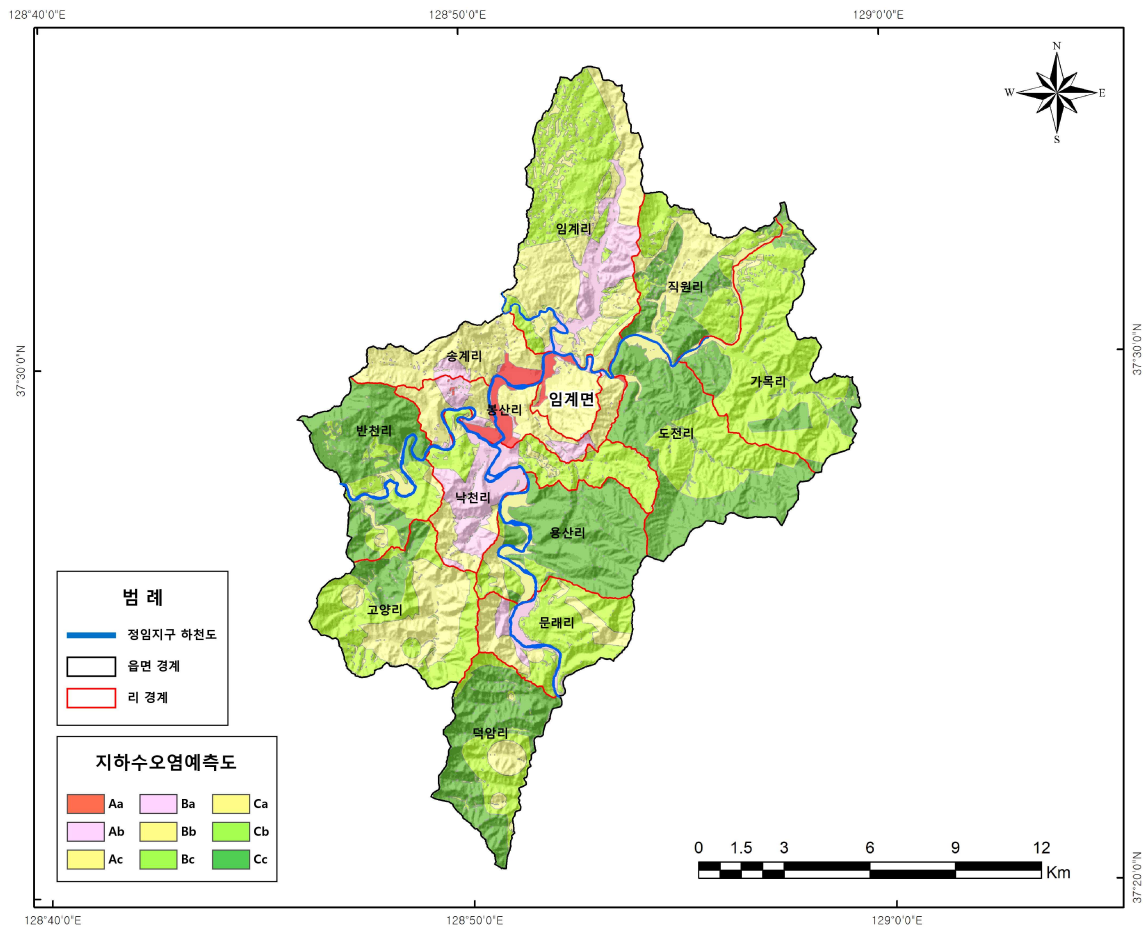 128°40'0"E
128°50'0"E
129°0'0"E
N
W
E
S
37°30'0"N
37°30'0"N
임계리
직원리
송계리
가목리
임계면
봉산리
반천리
도전리
낙천리
용산리
고양리
문래리
덕암리
범 례
정임지구 하천도
읍면 경계
리 경계
지하수오염예측도
Aa
Ba
Ca
Ab
Bb
Cb
Ac
Bc
Cc
0 1.5 3 6 9 12
Km
37°20'0"N
128°40'0"E
128°50'0"E
129°0'0"E